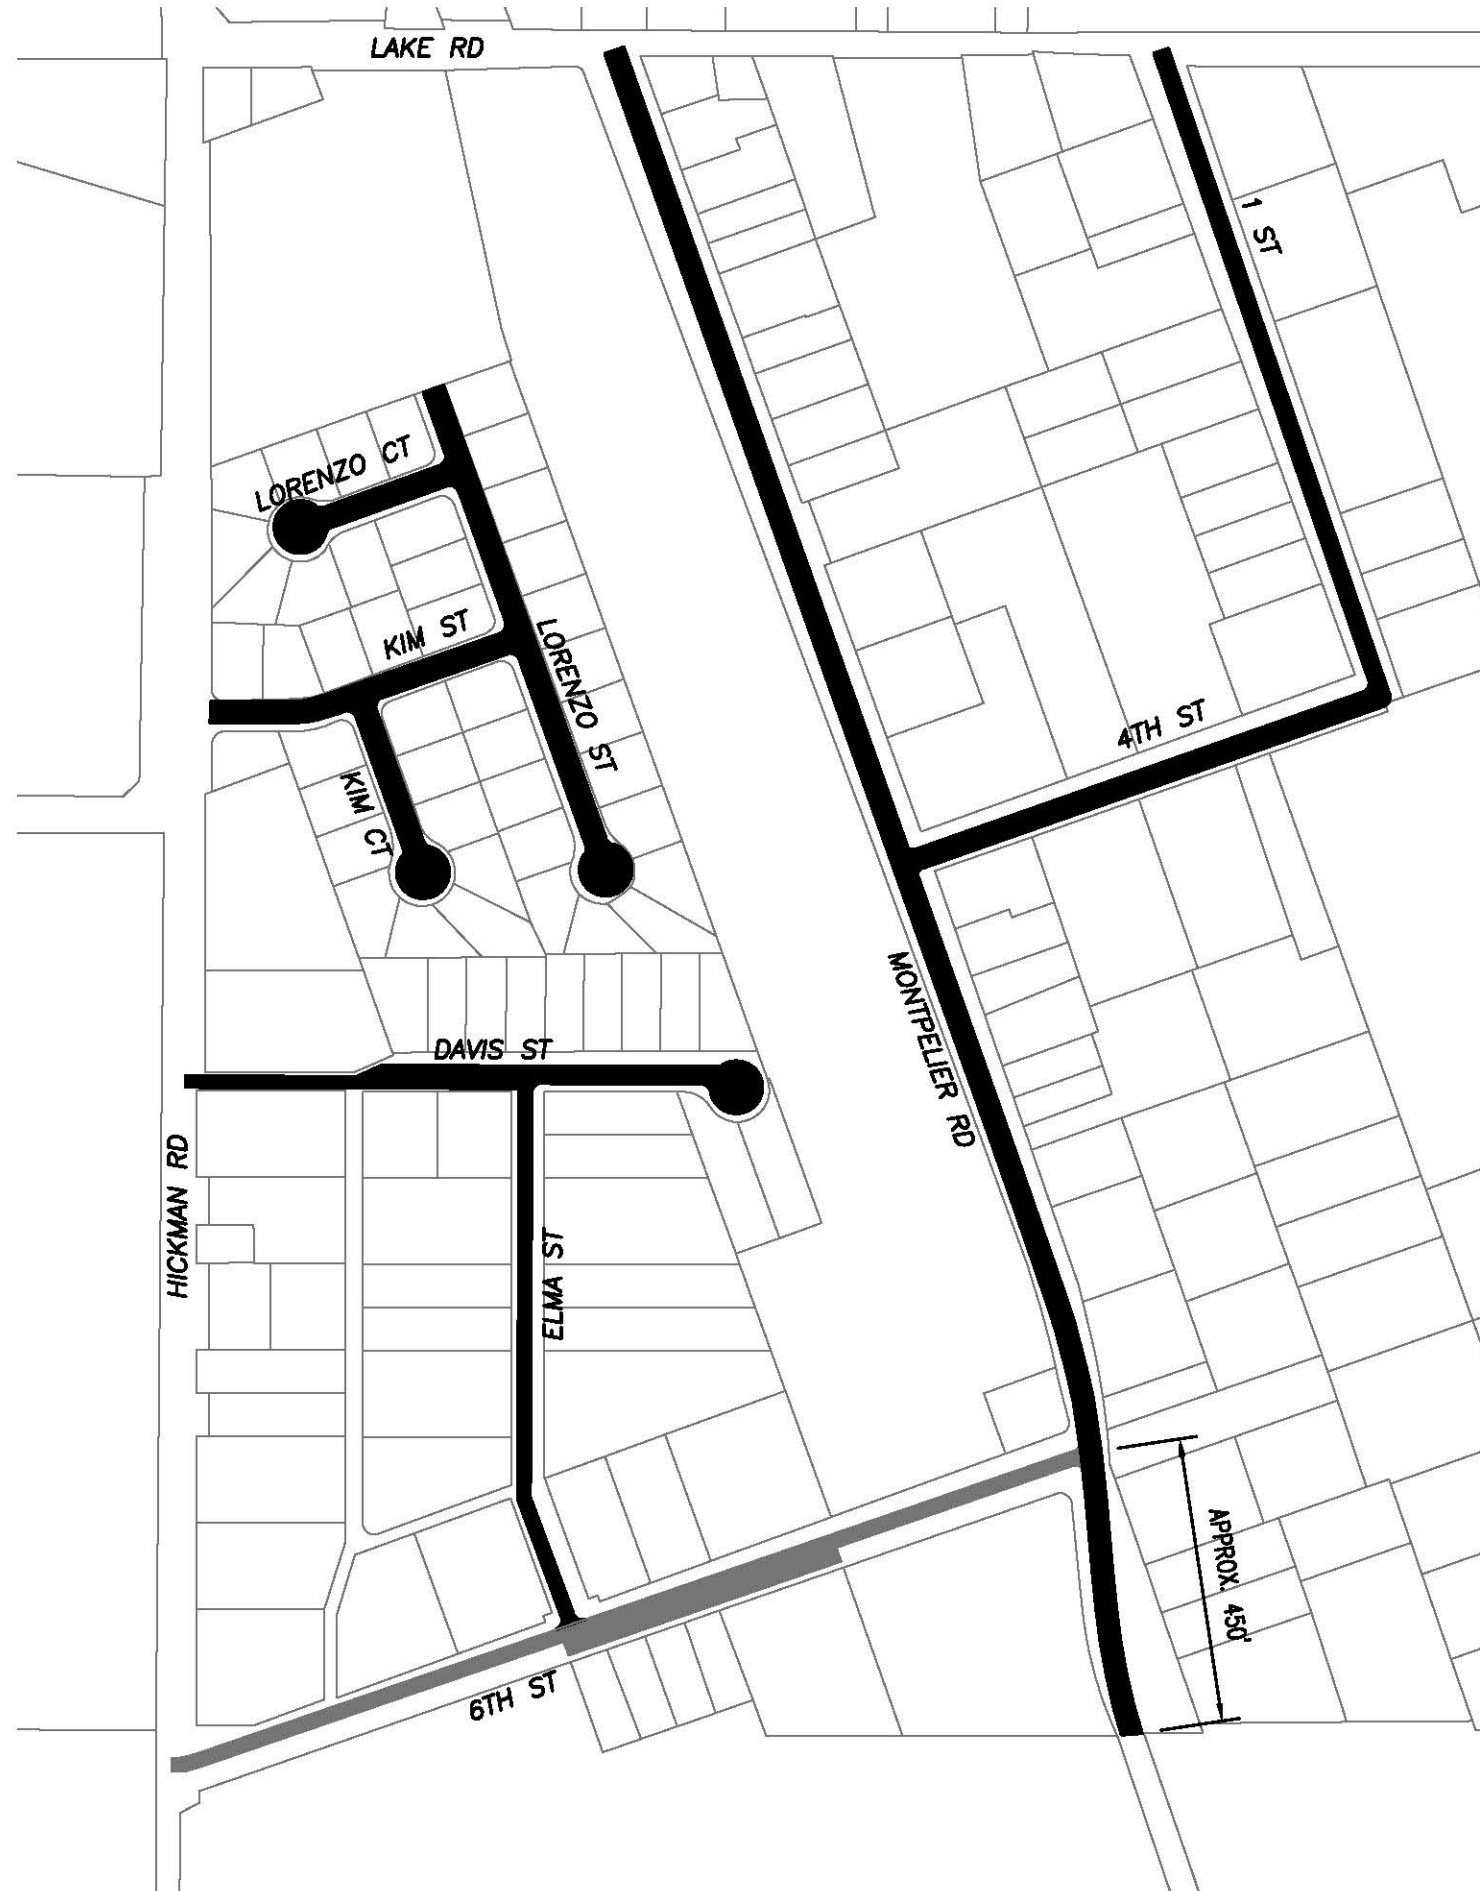 LAKE RD
1 ST
LORENZO CT
KIM ST
LORENZO ST
4TH ST
KIM CT
MONTPELIER RD
DAVIS ST
HICKMAN RD
ELMA ST
APPROX. 450'
6TH ST